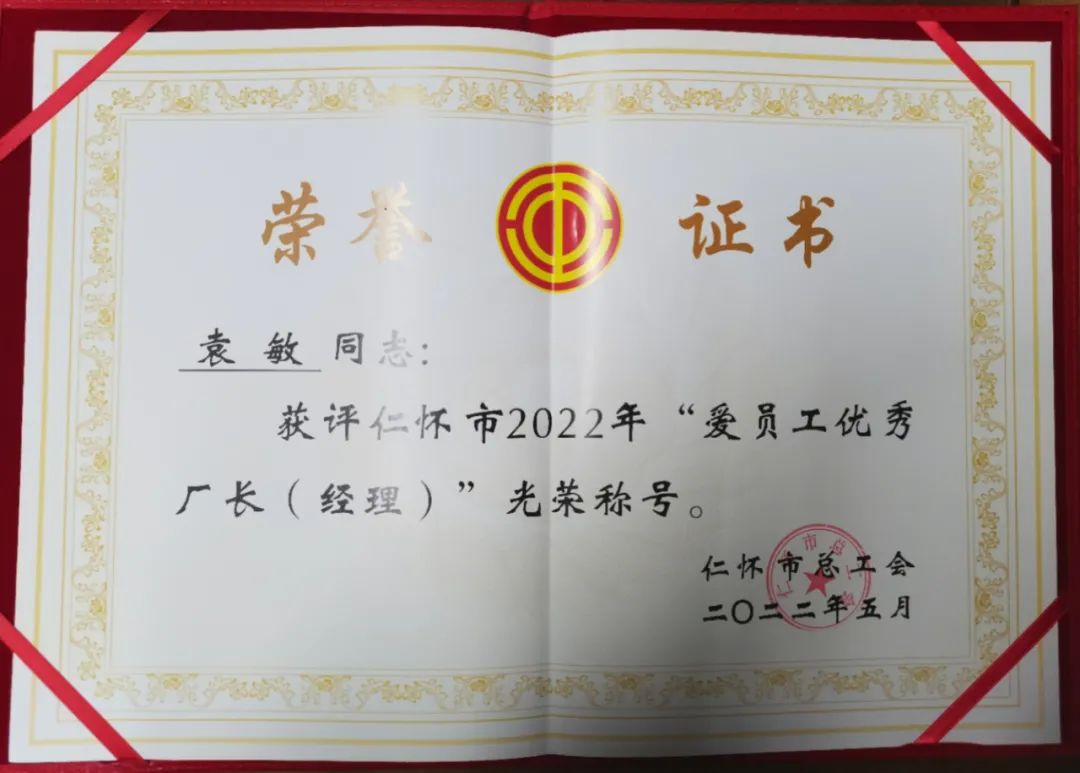 荣誉证书
袁敏同志：
获评仁怀市2022年“爱员工优秀
厂长（经理）”光荣称号。
仁怀市总工会
二〇二二年五月